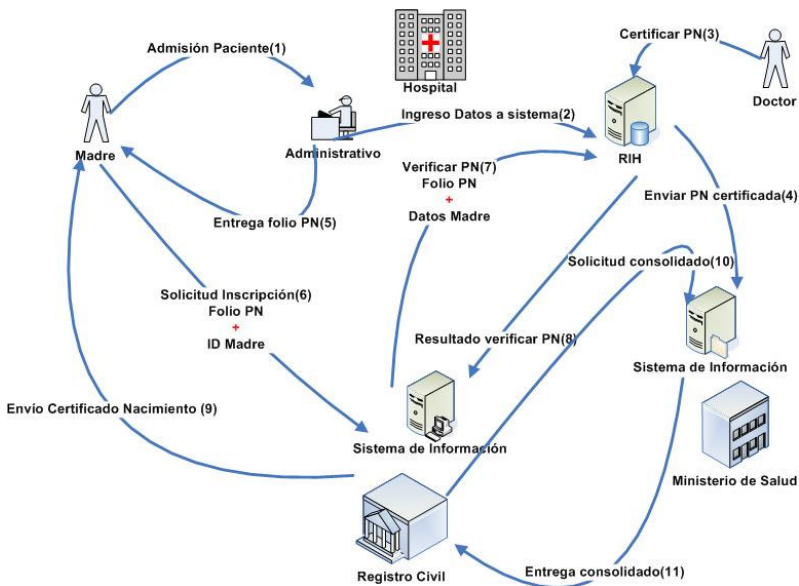 Admisión Paciente(1)
Certificar PN(3)
Hospital
Doctor
Ingreso Datos a sistema(2)
Madre
Administrativo
RIH
Verificar PN(7)
Folio PN
+
Datos Madre
Enviar PN certificada(4)
Entrega folio PN(5)
Solicitud consolidado(10)
Solicitud Inscripción(6)
Folio PN
+
ID Madre
Resultado verificar PN(8)
Sistema de Información
Envío Certificado Nacimiento (9)
Sistema de Información
Ministerio de Salud
Entrega consolidado(11)
Registro Civil